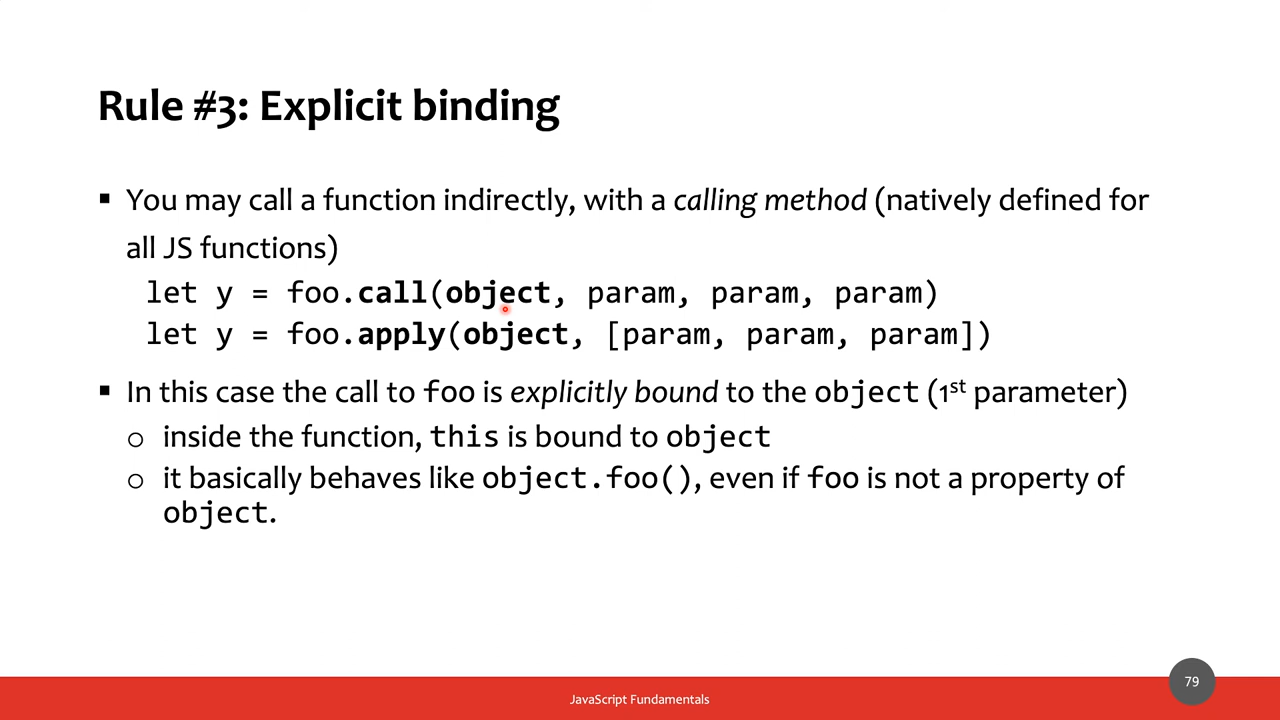 Rule #3: Explicit binding
▪ You may call a function indirectly, with a calling method (natively defined for
all JS functions)
let y = foo.call(object, param, param, param)
let y = foo.apply(object, [param, param, param])
▪ In this case the call to foo is explicitly bound to the object (1st parameter)
o inside the function, this is bound to object
o it basically behaves like object.foo(), even if foo is not a property of
object.
79
JavaScript Fundamentals